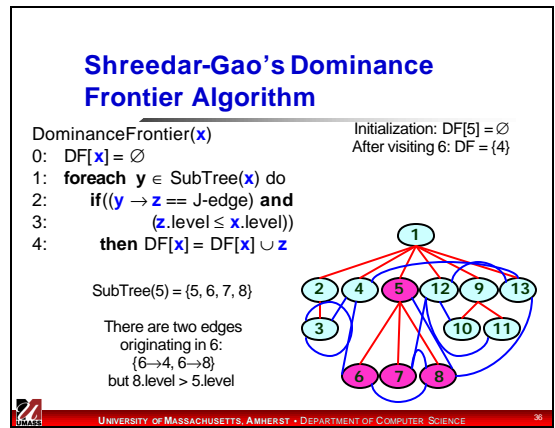 Shreedar-Gao's Dominance
Frontier Algorithm
DominanceFrontier(x)
0: DF[x] = ∅
1: foreach y ∈ SubTree(x) do
2: if((y → z == J-edge) and
3: (z.level ≤ x.level))
4: then DF[x] = DF[x] ∪ z
Initialization: DF[5] = ∅
After visiting 6: DF = {4}
SubTree(5) = {5, 6, 7, 8}
There are two edges
originating in 6:
{6→4, 6→8}
but 8.level > 5.level
1
2 4 5 12 9 13
3 10 11
6 7 8
UMASS
UNIVERSITY OF MASSACHUSETTS, AMHERST • DEPARTMENT OF COMPUTER SCIENCE
36